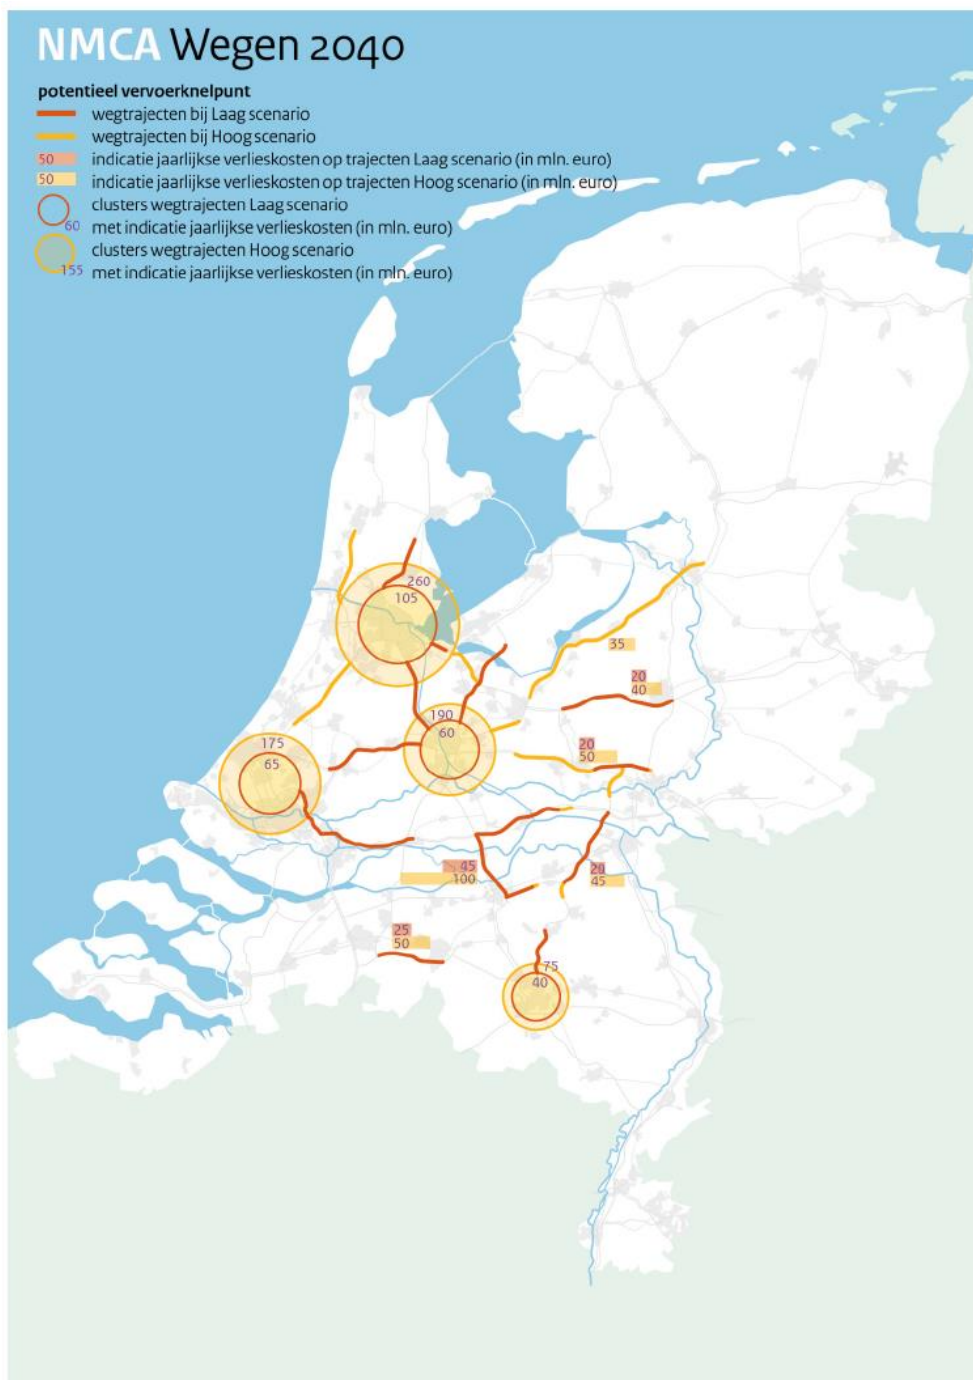 NMCA Wegen 2040
potentieel vervoerknelpunt
wegtrajecten bij Laag scenario
wegtrajecten bij Hoog scenario
50 indicatie jaarlijkse verlieskosten op trajecten Laag scenario (in mln. euro)
50 indicatie jaarlijkse verlieskosten op trajecten Hoog scenario (in mln. euro)
clusters wegtrajecten Laag scenario
60 met indicatie jaarlijkse verlieskosten (in mln. euro)
clusters wegtrajecten Hoog scenario
155 met indicatie jaarlijkse verlieskosten (in mln. euro)
260
105
35
20
40
190
60
175
65
20
50
45
100
20
45
25
50
75
40